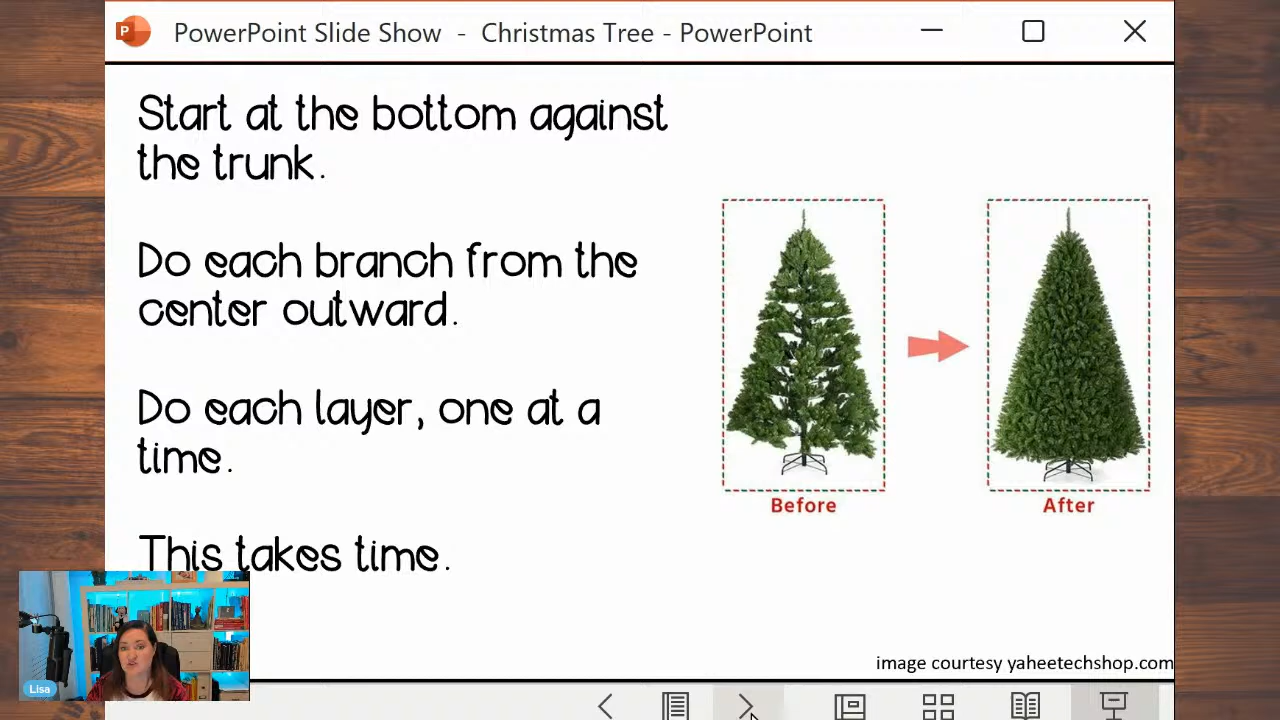 PowerPoint Slide Show - Christmas Tree - PowerPoint
Start at the bottom against
the trunk.
Do each branch from the
center outward.
Do each layer, one at a
time.
This takes time.
Before
After
Lisa
image courtesy yaheetechshop.com